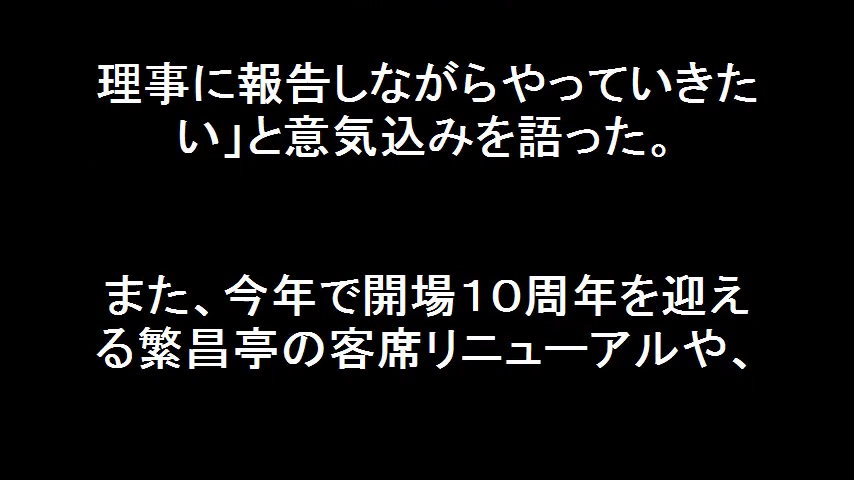 理事に報告しながらやっていきた
い」と意気込みを語った。
また、今年で開場１０周年を迎え
る繁昌亭の客席リニューアルや、